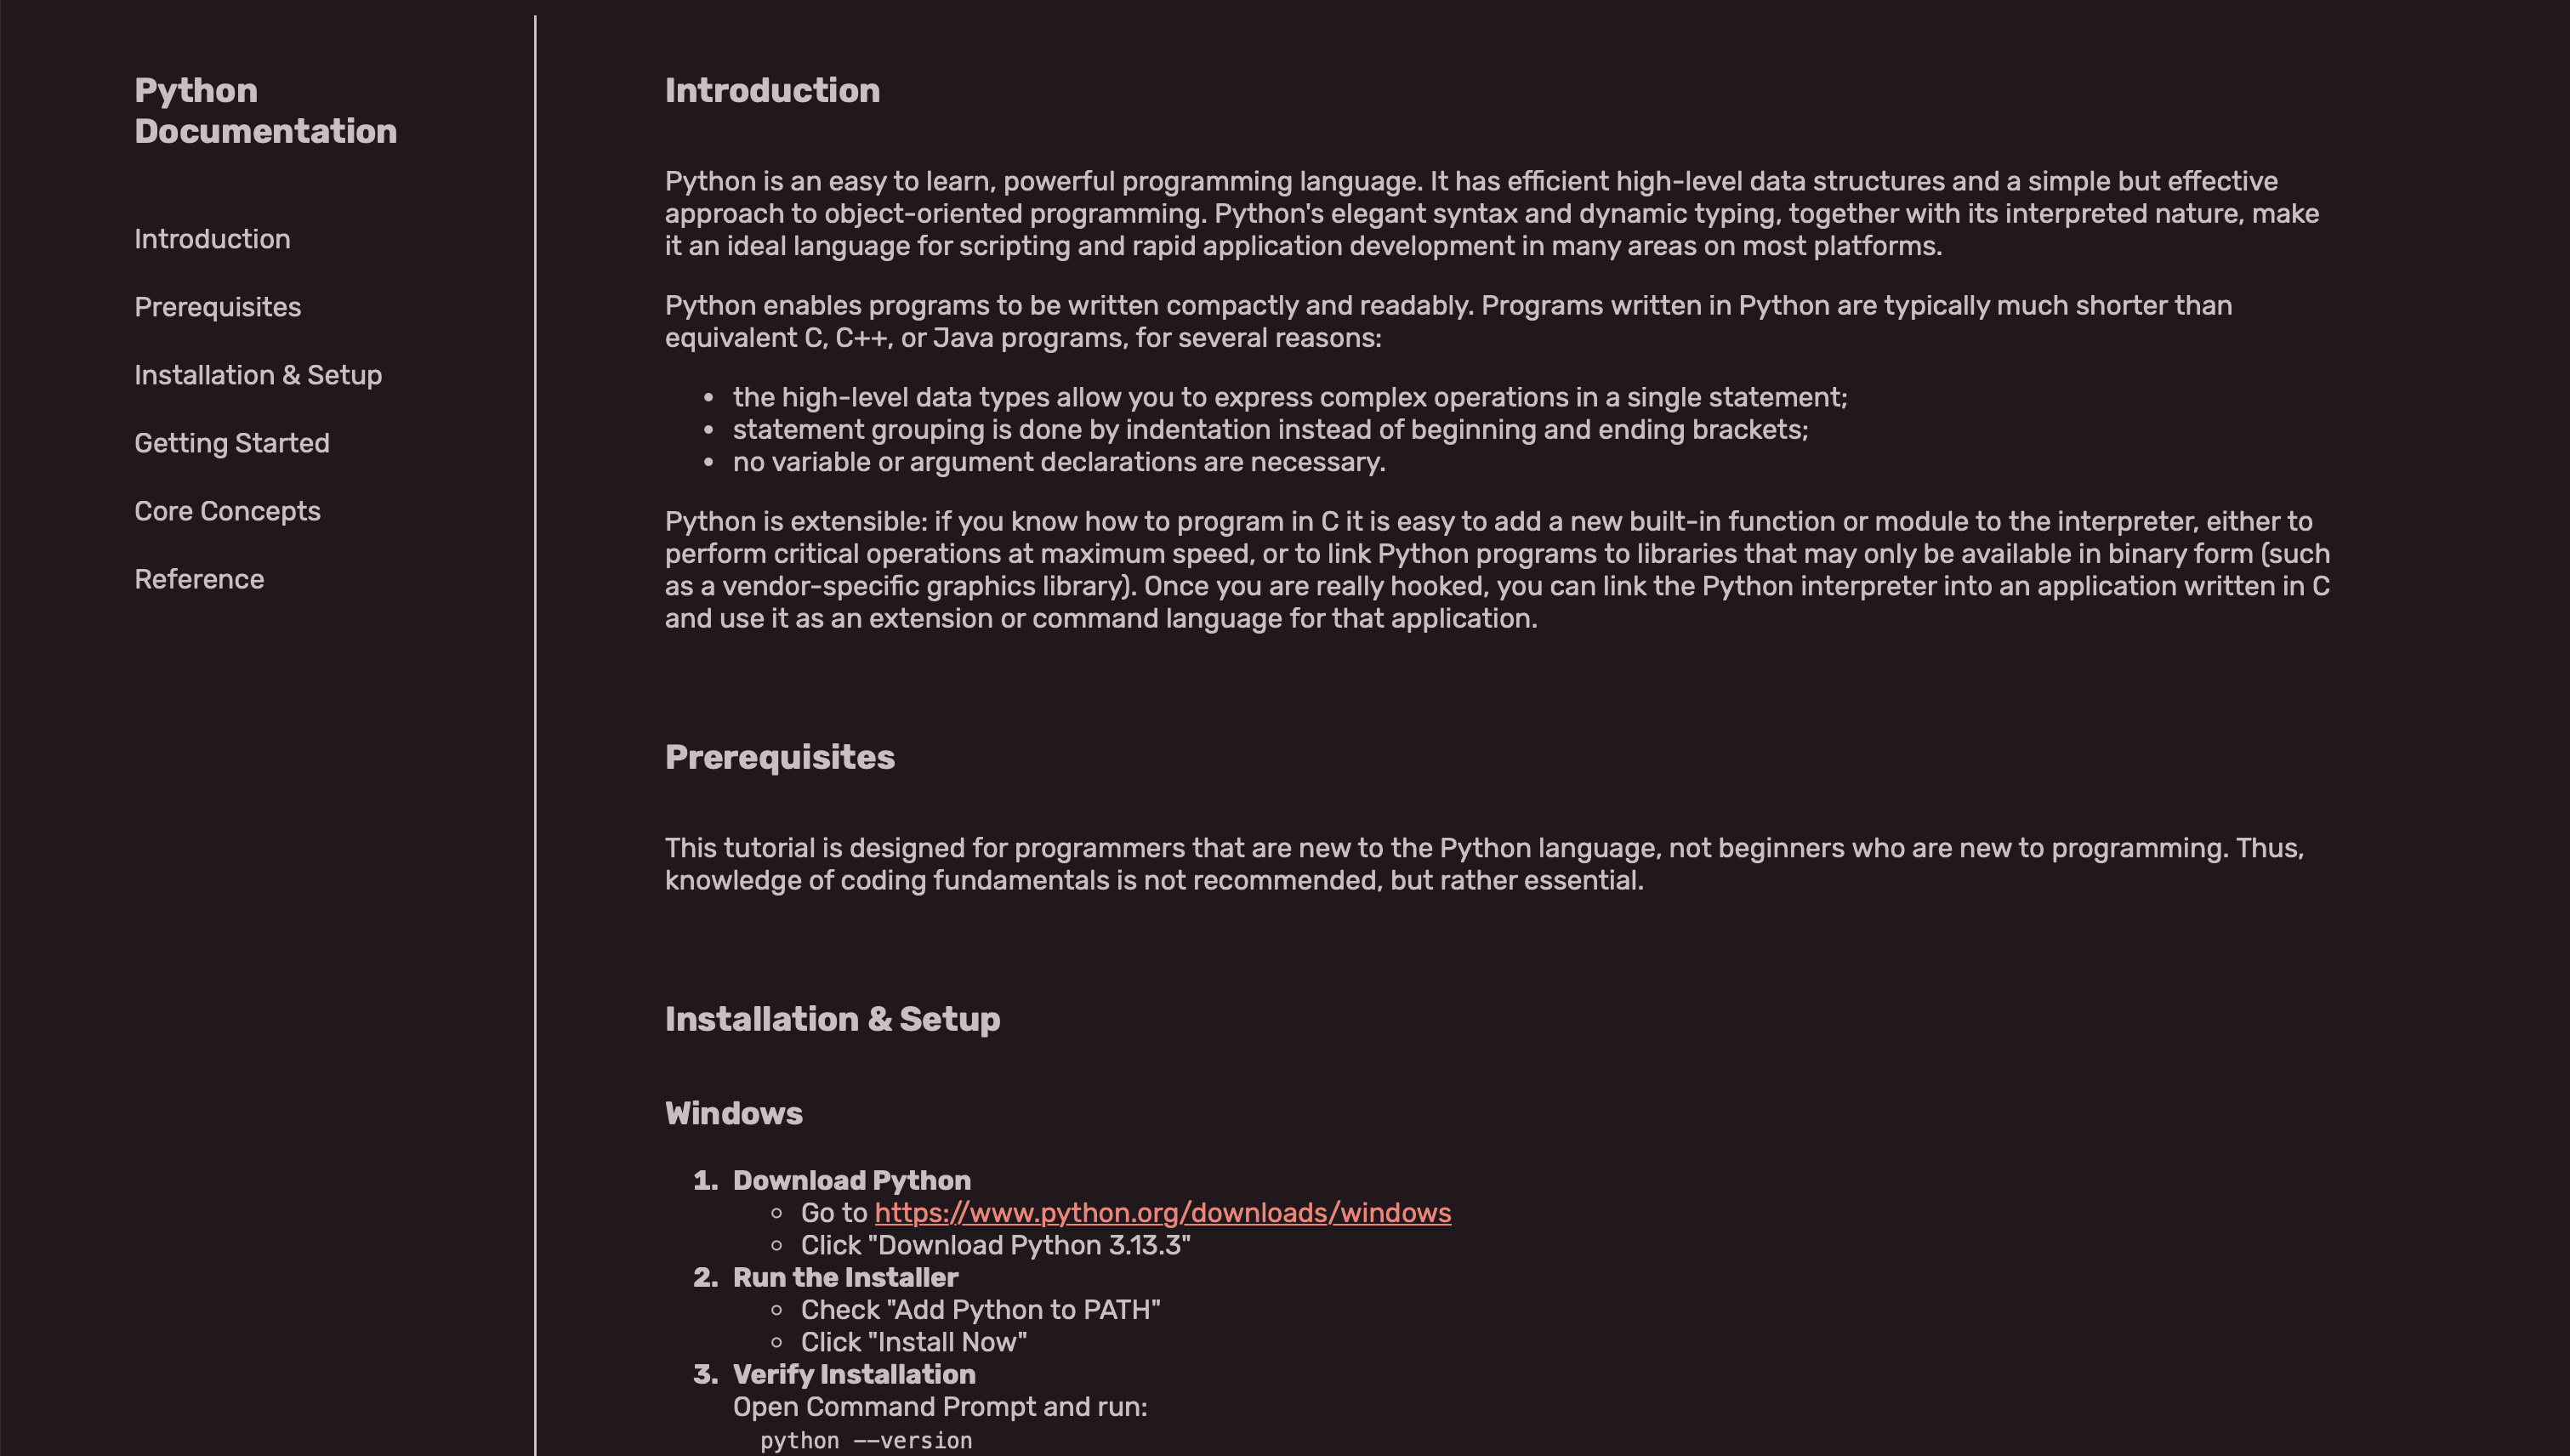 Python
Documentation
Introduction
Prerequisites
Installation & Setup
Getting Started
Core Concepts
Reference
Introduction
Python is an easy to learn, powerful programming language. It has efficient high-level data structures and a simple but effective
approach to object-oriented programming. Python's elegant syntax and dynamic typing, together with its interpreted nature, make
it an ideal language for scripting and rapid application development in many areas on most platforms.
Python enables programs to be written compactly and readably. Programs written in Python are typically much shorter than
equivalent C, C++, or Java programs, for several reasons:
• the high-level data types allow you to express complex operations in a single statement;
• statement grouping is done by indentation instead of beginning and ending brackets;
• no variable or argument declarations are necessary.
Python is extensible: if you know how to program in C it is easy to add a new built-in function or module to the interpreter, either to
perform critical operations at maximum speed, or to link Python programs to libraries that may only be available in binary form (such
as a vendor-specific graphics library). Once you are really hooked, you can link the Python interpreter into an application written in C
and use it as an extension or command language for that application.
Prerequisites
This tutorial is designed for programmers that are new to the Python language, not beginners who are new to programming. Thus,
knowledge of coding fundamentals is not recommended, but rather essential.
Installation & Setup
Windows
1. Download Python
◦ Go to https://www.python.org/downloads/windows
◦ Click "Download Python 3.13.3"
2. Run the Installer
◦ Check "Add Python to PATH"
◦ Click "Install Now"
3. Verify Installation
Open Command Prompt and run:
python --version